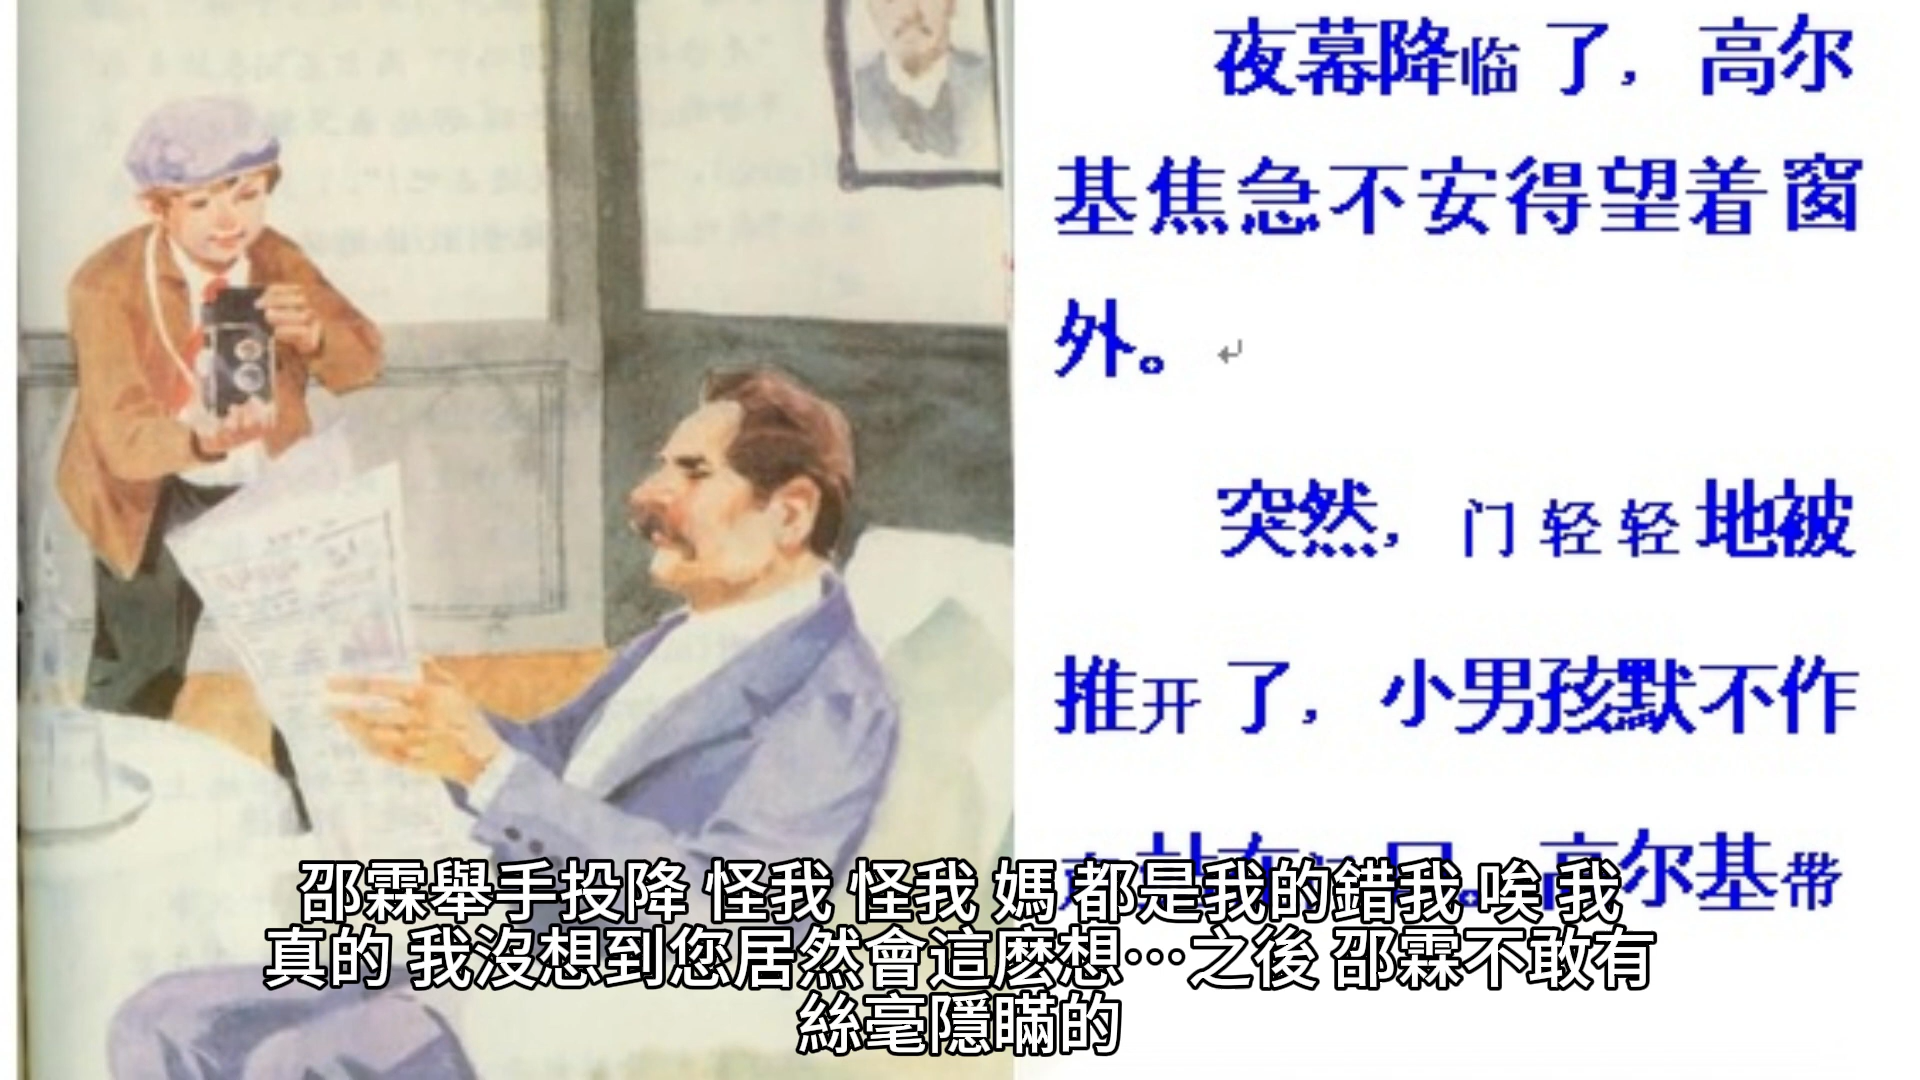 夜幕降临了，高尔
基焦急不安得望着窗
外。
突然，门轻轻地被
推开了，小男孩默不作
高尔基带
邵霖舉手投降 怪我 怪我 媽 都是我的錯我 唉 我
真的 我沒想到您居然會這麽想…之後 邵霖不敢有
絲毫隱瞞的